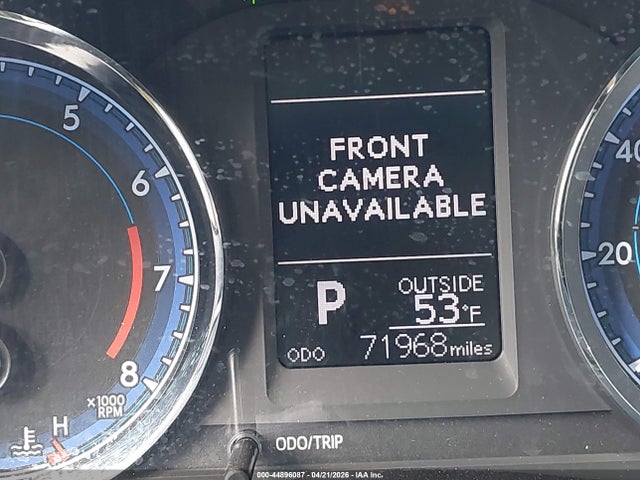 FRONT
CAMERA
UNAVAILABLE
P
OUTSIDE
53°F
ODO 71968miles
5
6
7
8
x1000
RPM
H
40
20
ODO/TRIP
000-44896087 - 04/21/2026 - IAA Inc.